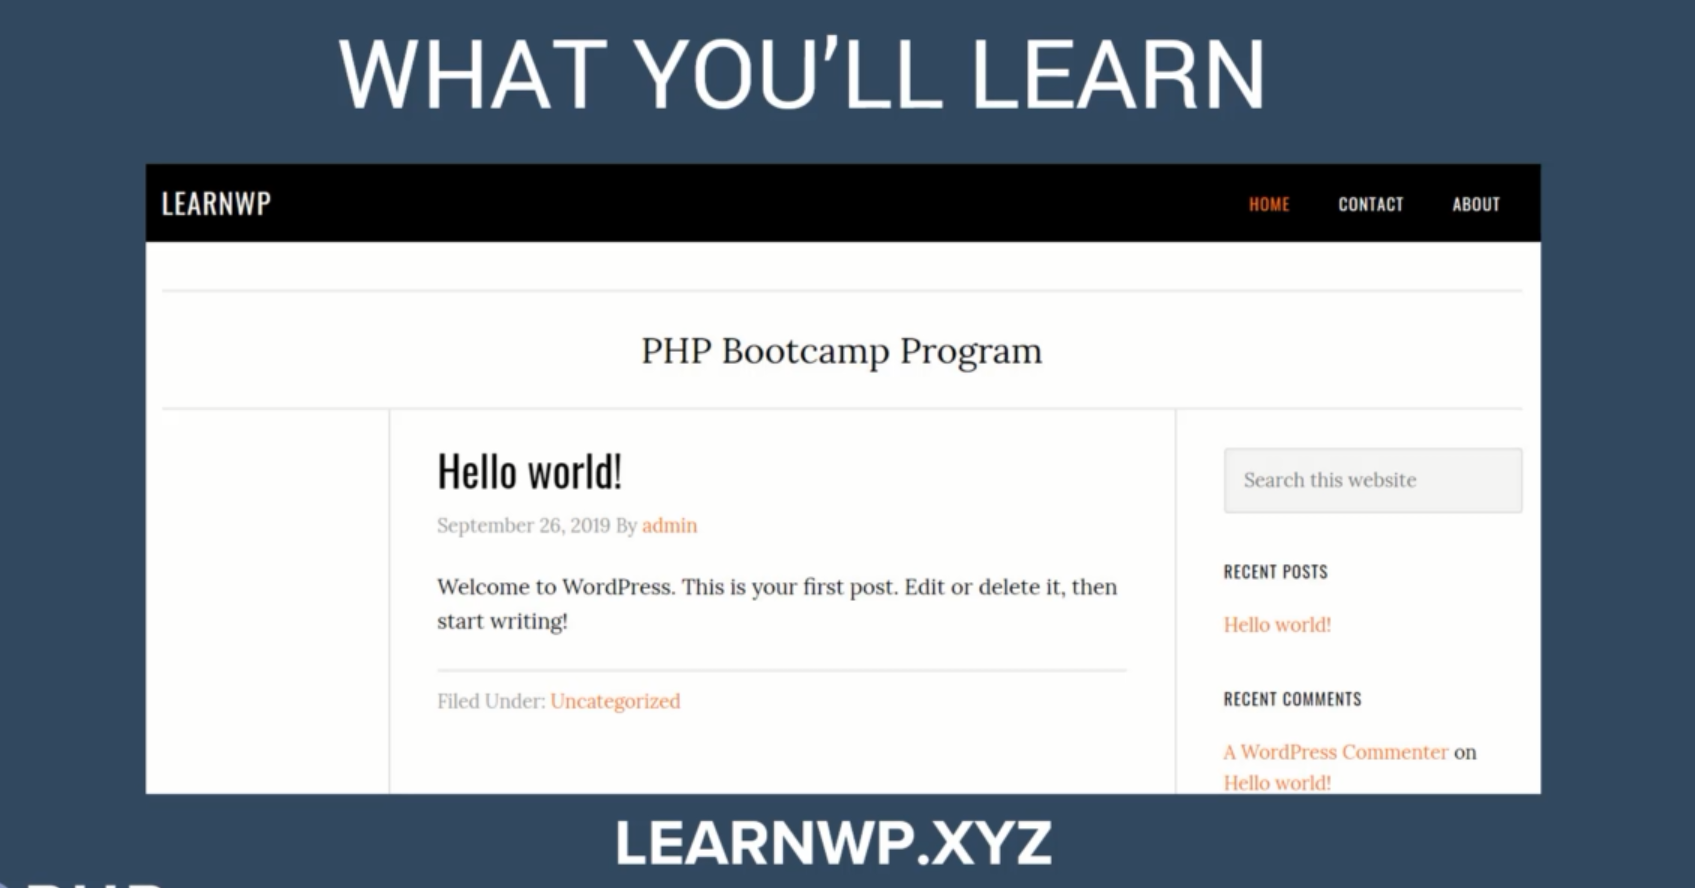 WHAT YOU’LL LEARN
LEARNWP
HOME CONTACT ABOUT
PHP Bootcamp Program
Hello world!
September 26, 2019 By admin
Welcome to WordPress. This is your first post. Edit or delete it, then
start writing!
Filed Under: Uncategorized
Search this website
RECENT POSTS
Hello world!
RECENT COMMENTS
A WordPress Commenter on
Hello world!
LEARNWP.XYZ